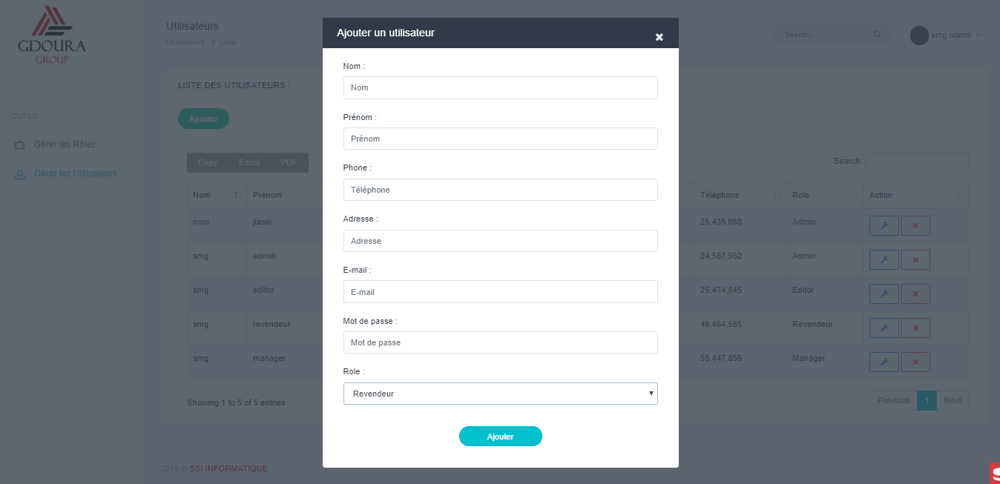 GDOURA
GROUP
OUTILS
Gérer les Rôles
Gérer les Utilisateurs
Utilisateurs
Utilisateurs > Liste
Search...
smg admin
LISTE DES UTILISATEURS :
Ajouter
Copy Excel PDF
Search:
Nom Prénom Téléphone Role Action
nour jlassi 25,435,088 Admin
smg admin 24,587,962 Admin
smg editor 25,474,845 Editor
smg revendeur 46,464,565 Revendeur
smg manager 55,447,859 Manager
Showing 1 to 5 of 5 entries
Previous 1 Next
2019 © SSI INFORMATIQUE
Ajouter un utilisateur
Nom :
Nom
Prénom :
Prénom
Phone :
Téléphone
Adresse :
Adresse
E-mail :
E-mail
Mot de passe :
Mot de passe
Role :
Revendeur
Ajouter